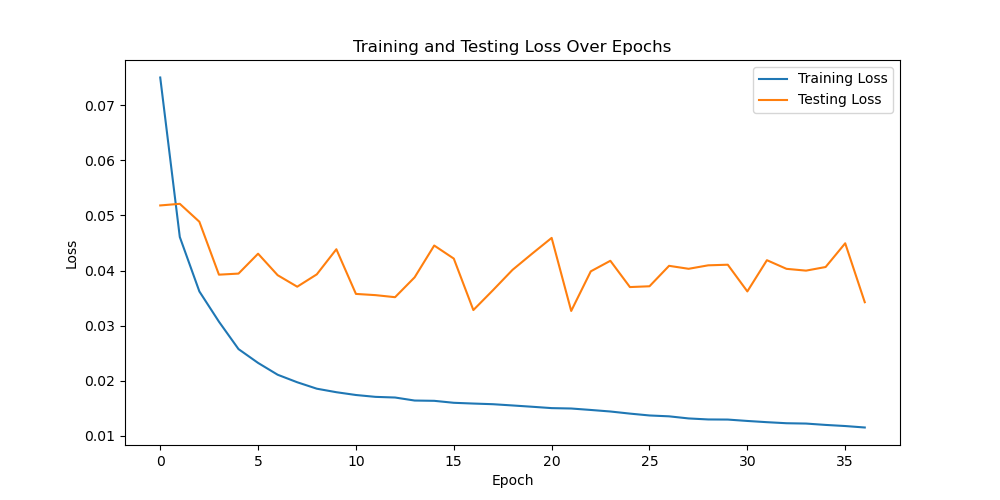 Training and Testing Loss Over Epochs
Training Loss
Testing Loss
0.07
0.06
0.05
0.04
0.03
0.02
0.01
Loss
0 5 10 15 20 25 30 35
Epoch